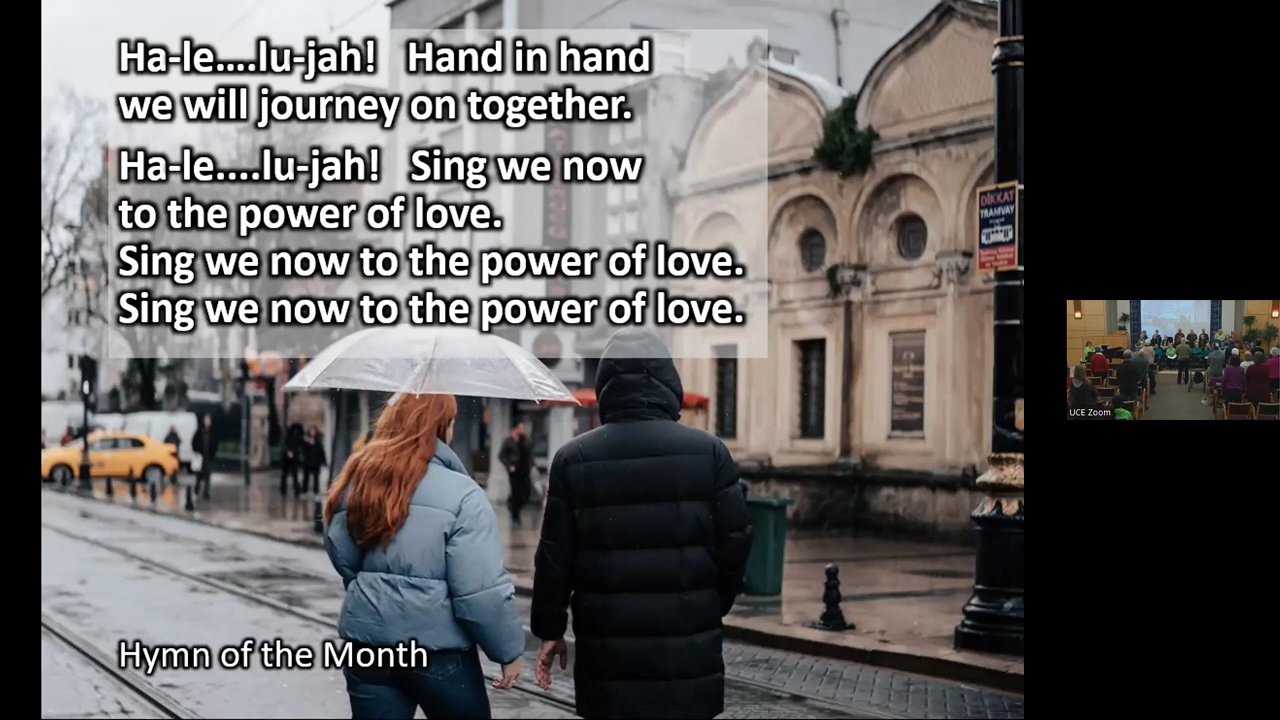 Ha-le....lu-jah! Hand in hand
we will journey on together.
Ha-le....lu-jah! Sing we now
to the power of love.
Sing we now to the power of love.
Sing we now to the power of love.
DİKKAT
TRAMVAY
UCE Zoom
Hymn of the Month